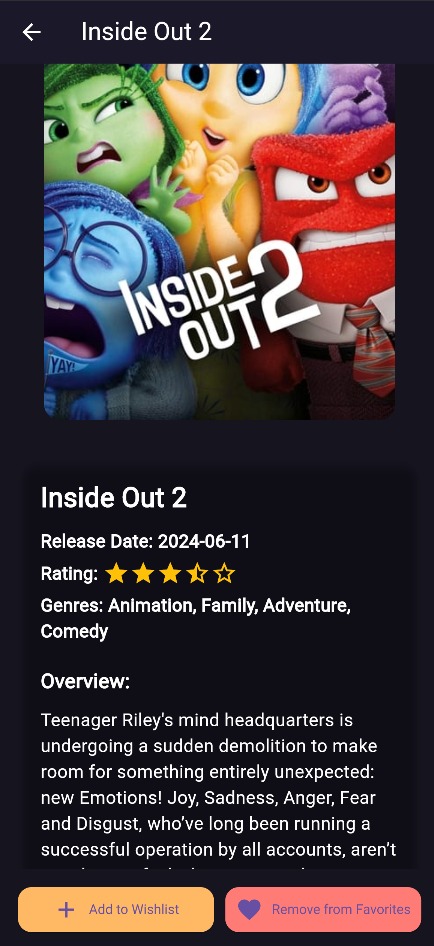 Inside Out 2
YAY!
INSIDE
OUT 2
Inside Out 2
Release Date: 2024-06-11
Rating:
Genres: Animation, Family, Adventure,
Comedy
Overview:
Teenager Riley's mind headquarters is
undergoing a sudden demolition to make
room for something entirely unexpected:
new Emotions! Joy, Sadness, Anger, Fear
and Disgust, who’ve long been running a
successful operation by all accounts, aren’t
Add to Wishlist
Remove from Favorites